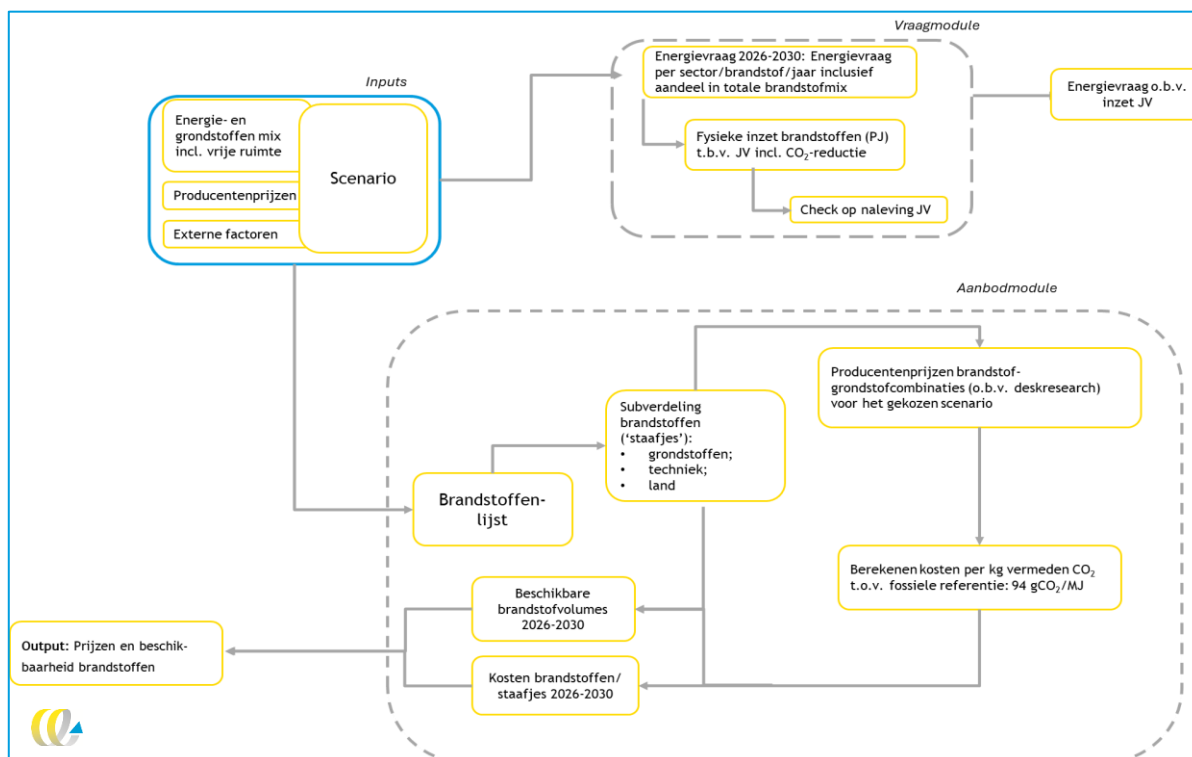 Vraagmodule
Energievraag 2026-2030: Energievraag
per sector/brandstof/jaar inclusief
aandeel in totale brandstofmix
Energievraag o.b.v.
inzet JV
Inputs
Energie- en
grondstoffen mix
incl. vrije ruimte
Scenario
Producentenprijzen
Externe factoren
Fysieke inzet brandstoffen (PJ)
t.b.v. JV incl. CO₂-reductie
Check op naleving JV
Aanbodmodule
Producentenprijzen brandstof-
grondstofcombinaties (o.b.v. deskresearch)
voor het gekozen scenario
Subverdeling
brandstoffen
(‘staafjes’):
• grondstoffen;
• techniek;
• land
Brandstoffen-
lijst
Berekenen kosten per kg vermeden CO₂
t.o.v. fossiele referentie: 94 gCO₂/MJ
Beschikbare
brandstofvolumes
2026-2030
Output: Prijzen en beschik-
baarheid brandstoffen
Kosten brandstoffen/
staafjes 2026-2030